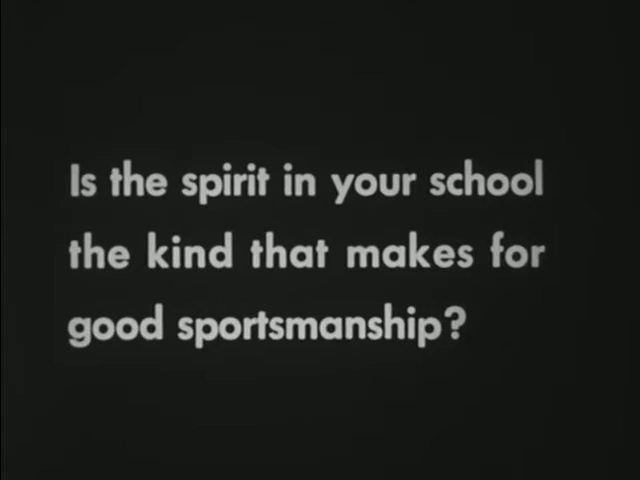 Is the spirit in your school
the kind that makes for
good sportsmanship?